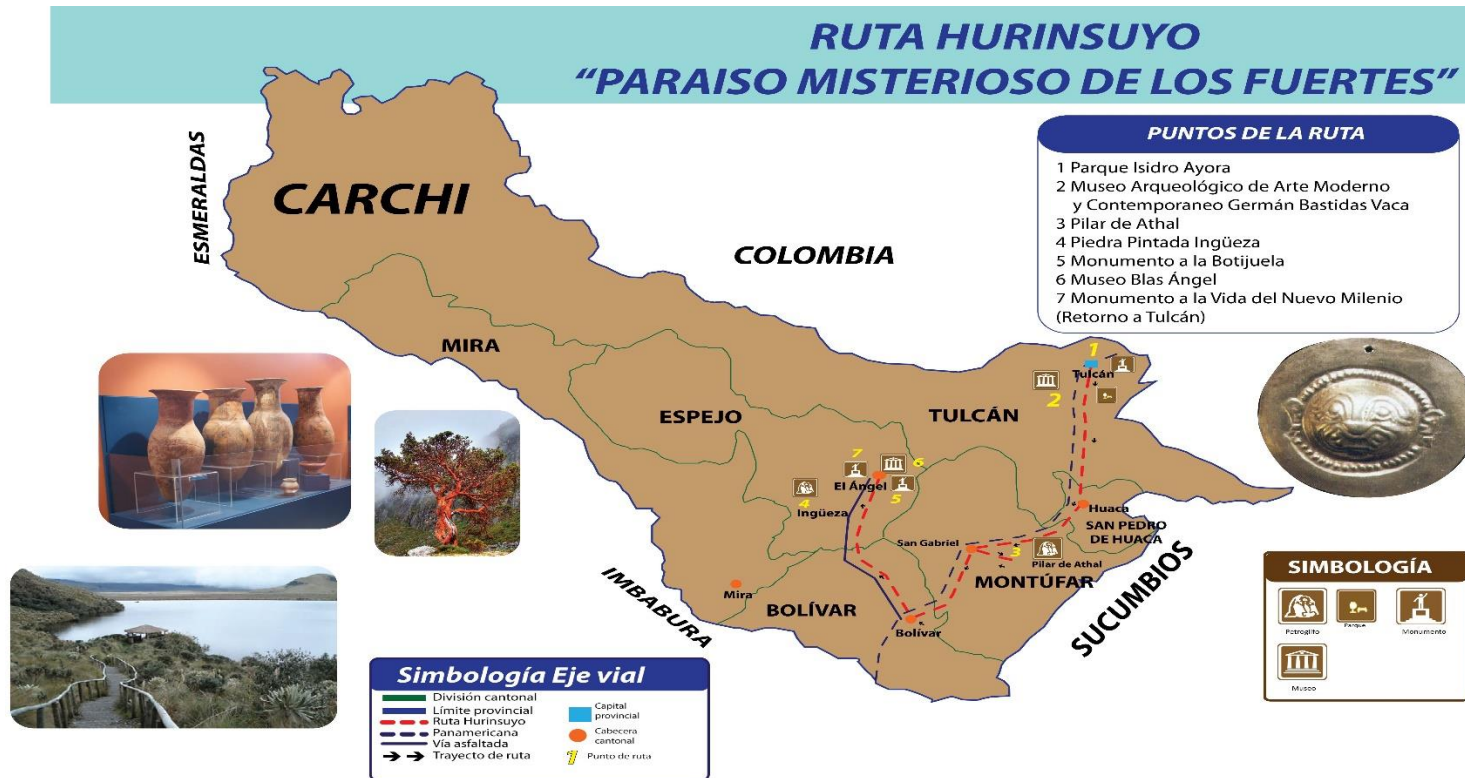 RUTA HURINSUYO
“PARAISO MISTERIOSO DE LOS FUERTES”
PUNTOS DE LA RUTA
1 Parque Isidro Ayora
2 Museo Arqueológico de Arte Moderno
y Contemporaneo Germán Bastidas Vaca
3 Pilar de Athal
4 Piedra Pintada Ingüeza
5 Monumento a la Botijuela
6 Museo Blas Ángel
7 Monumento a la Vida del Nuevo Milenio
(Retorno a Tulcán)
ESMERALDAS
CARCHI
COLOMBIA
MIRA
ESPEJO
TULCÁN
1
Tulcán
2
7
6
El Ángel
5
4
Ingüeza
Huaca
SAN PEDRO
DE HUACA
San Gabriel
3
Pilar de Athal
MONTÚFAR
SUCUMBIOS
IMBABURA
Mira
BOLÍVAR
Bolívar
SIMBOLOGÍA
Petroglifo
Parque
Monumento
Museo
Simbología Eje vial
División cantonal
Límite provincial
Ruta Hurinsuyo
Panamericana
Vía asfaltada
Trayecto de ruta
Capital
provincial
Cabecera
cantonal
1 Punto de ruta